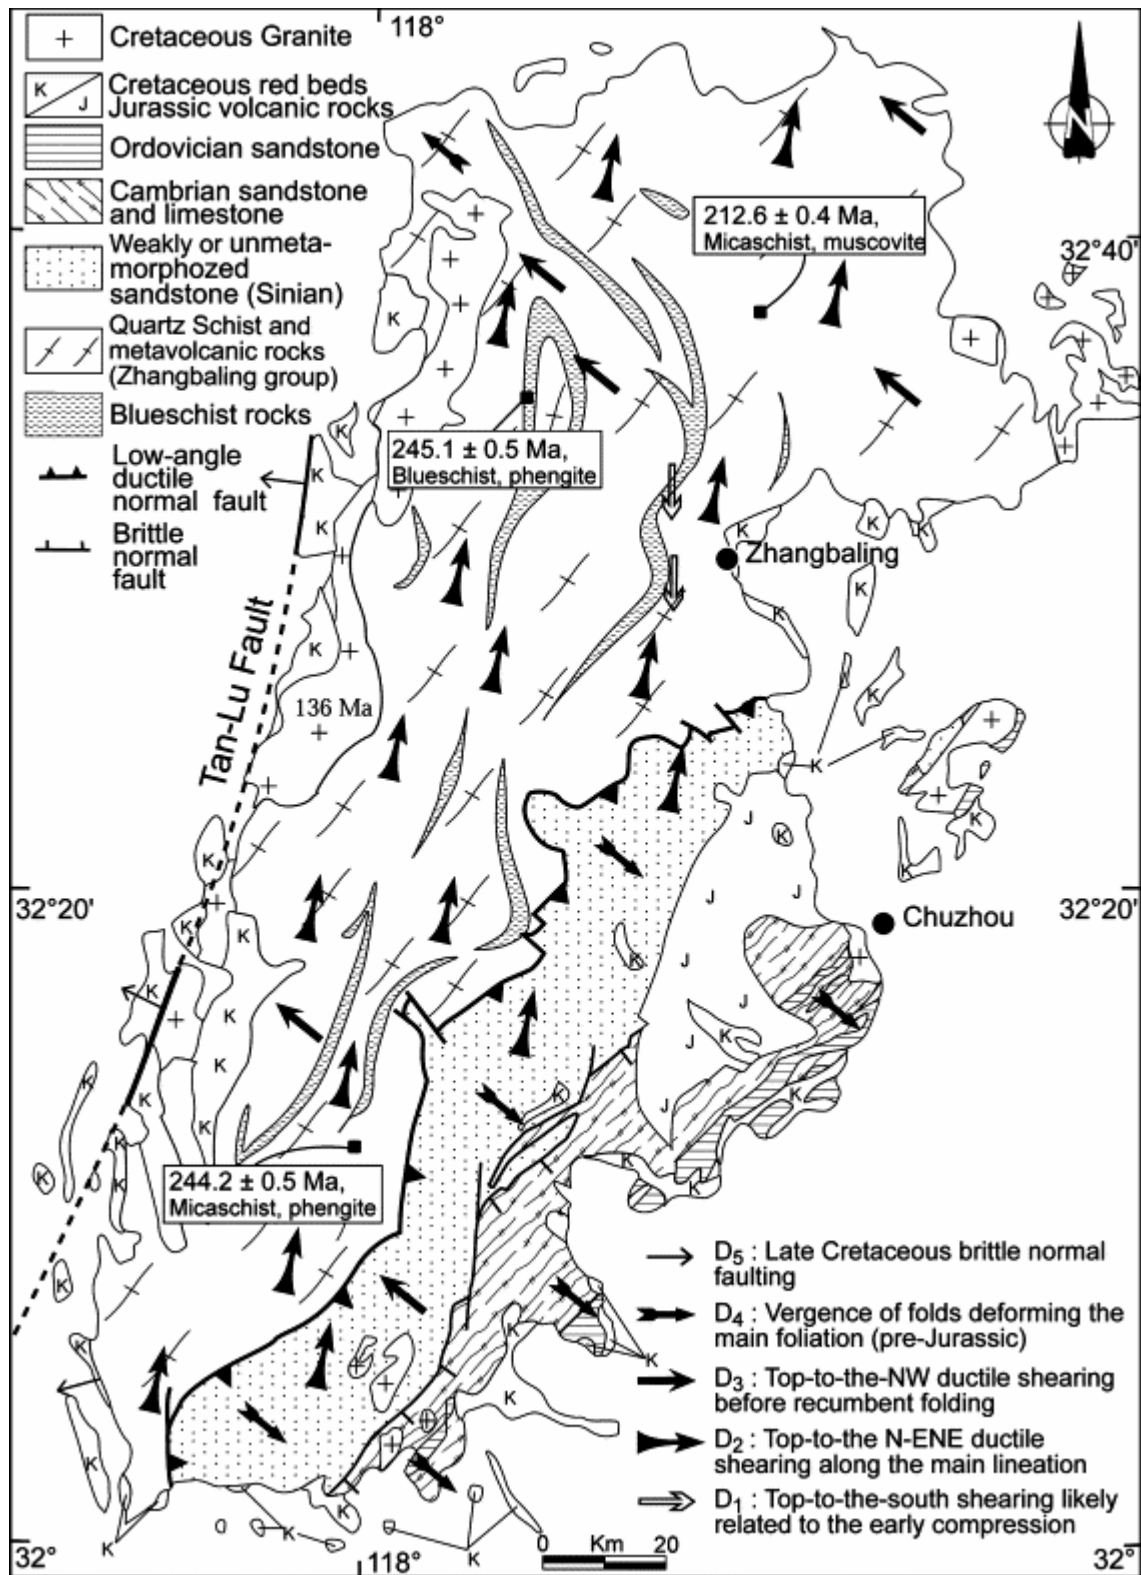 118°
Cretaceous Granite
K
J
Cretaceous red beds
Jurassic volcanic rocks
Ordovician sandstone
Cambrian sandstone
and limestone
Weakly or unmeta-
morphozed
sandstone (Sinian)
Quartz Schist and
metavolcanic rocks
(Zhangbaling group)
Blueschist rocks
Low-angle
ductile
normal fault
Brittle
normal
fault
N
212.6 ± 0.4 Ma,
Micaschist, muscovite
32°40'
245.1 ± 0.5 Ma,
Blueschist, phengite
Zhangbaling
Tan-Lu Fault
136 Ma
32°20'
32°20'
Chuzhou
244.2 ± 0.5 Ma,
Micaschist, phengite
D5 : Late Cretaceous brittle normal
faulting
D4 : Vergence of folds deforming the
main foliation (pre-Jurassic)
D3 : Top-to-the-NW ductile shearing
before recumbent folding
D2 : Top-to-the N-ENE ductile
shearing along the main lineation
D1 : Top-to-the-south shearing likely
related to the early compression
32°
118°
0 Km 20
32°